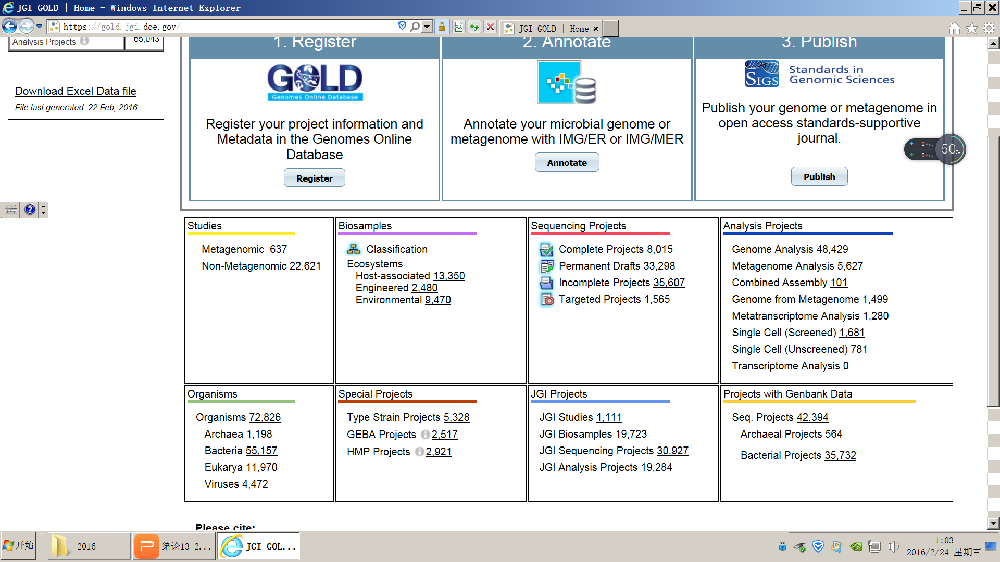 JGI GOLD | Home - Windows Internet Explorer
https://gold.jgi.doe.gov/
JGI GOLD | Home
Analysis Projects 65,043
Download Excel Data file
File last generated: 22 Feb, 2016
1. Register
GOLD
Genomes Online Database
Register your project information and
Metadata in the Genomes Online
Database
Register
2. Annotate
Annotate your microbial genome or
metagenome with IMG/ER or IMG/MER
Annotate
3. Publish
SIGS
Standards in
Genomic Sciences
Publish your genome or metagenome in
open access standards-supportive
journal.
Publish
0K/s
0K/s
50%
Studies
Metagenomic 637
Non-Metagenomic 22,621
Biosamples
Classification
Ecosystems
Host-associated 13,350
Engineered 2,480
Environmental 9,470
Sequencing Projects
Complete Projects 8,015
Permanent Drafts 33,298
Incomplete Projects 35,607
Targeted Projects 1,565
Analysis Projects
Genome Analysis 48,429
Metagenome Analysis 5,627
Combined Assembly 101
Genome from Metagenome 1,499
Metatranscriptome Analysis 1,280
Single Cell (Screened) 1,681
Single Cell (Unscreened) 781
Transcriptome Analysis 0
Organisms
Organisms 72,826
Archaea 1,198
Bacteria 55,157
Eukarya 11,970
Viruses 4,472
Special Projects
Type Strain Projects 5,328
GEBA Projects 2,517
HMP Projects 2,921
JGI Projects
JGI Studies 1,111
JGI Biosamples 19,723
JGI Sequencing Projects 30,927
JGI Analysis Projects 19,284
Projects with Genbank Data
Seq. Projects 42,394
Archaeal Projects 564
Bacterial Projects 35,732
Please cite:
开始
2016
绪论13-2...
JGI GOL...
1:03
2016/2/24 星期三